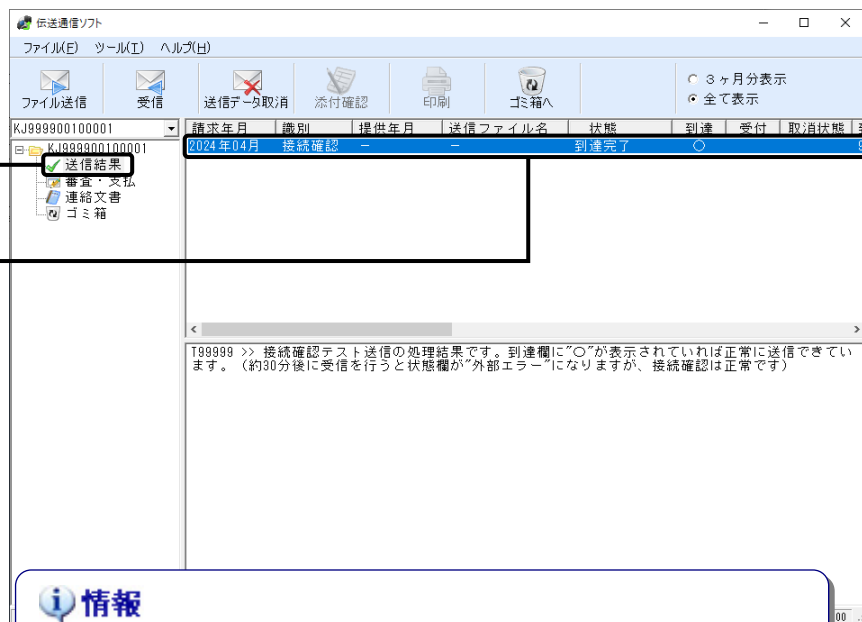 伝送通信ソフト
ファイル(F) ツール(T) ヘルプ(H)
ファイル送信 受信 送信データ取消 添付確認 印刷 ゴミ箱へ
3ヶ月分表示
全て表示
KJ999900100001
請求年月 識別 提供年月 送信ファイル名 状態 到達 受付 取消状態
KJ999900100001
2024年04月 接続確認 － － 到達完了 ○
送信結果
審査・支払
連絡文書
ゴミ箱
T99999 >> 接続確認テスト送信の処理結果です。到達欄に"○"が表示されていれば正常に送信できてい
ます。（約30分後に受信を行うと状態欄が"外部エラー"になりますが、接続確認は正常です）
情報
00